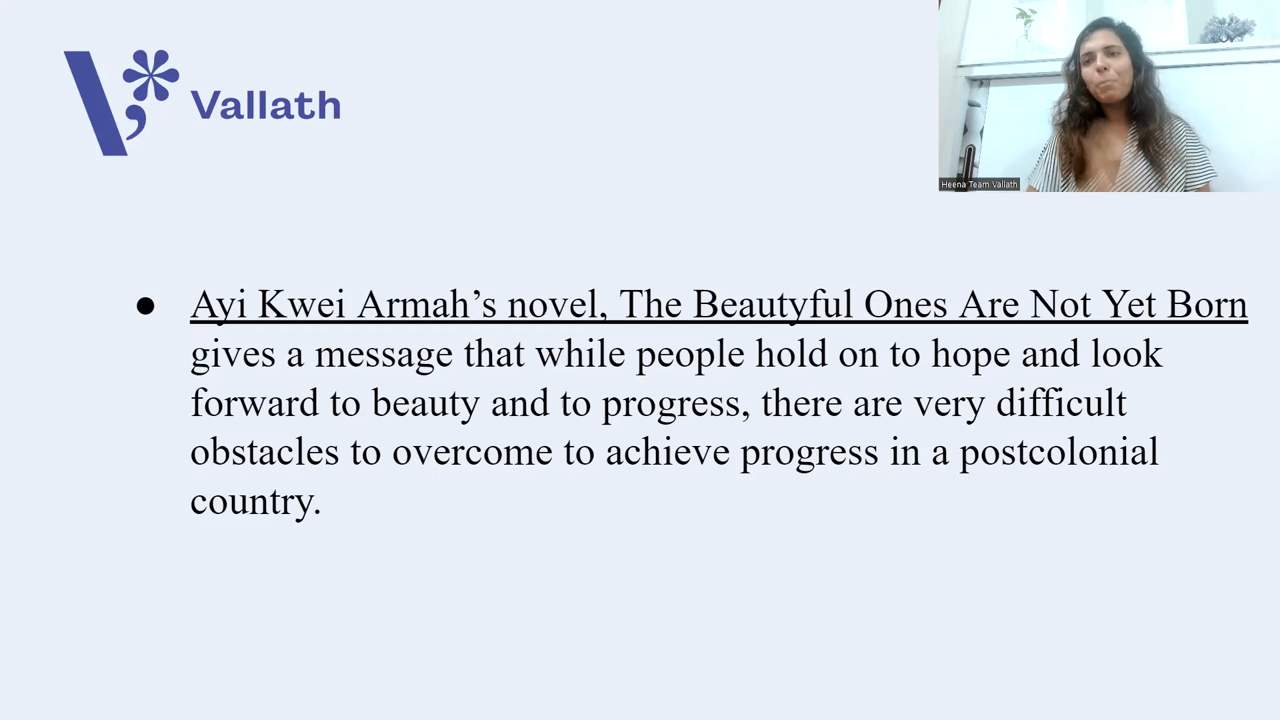 Vallath
Heena Team Vallath
● Ayi Kwei Armah’s novel, The Beautyful Ones Are Not Yet Born
gives a message that while people hold on to hope and look
forward to beauty and to progress, there are very difficult
obstacles to overcome to achieve progress in a postcolonial
country.